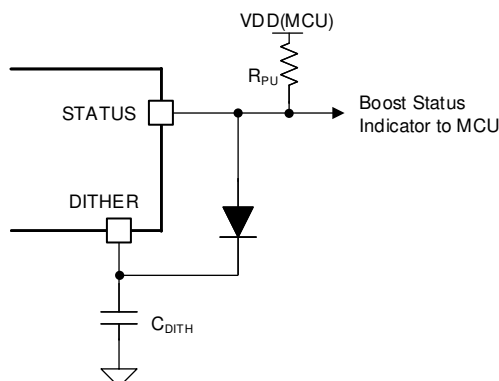 VDD(MCU)
RPU
STATUS
Boost Status
Indicator to MCU
DITHER
CDITH